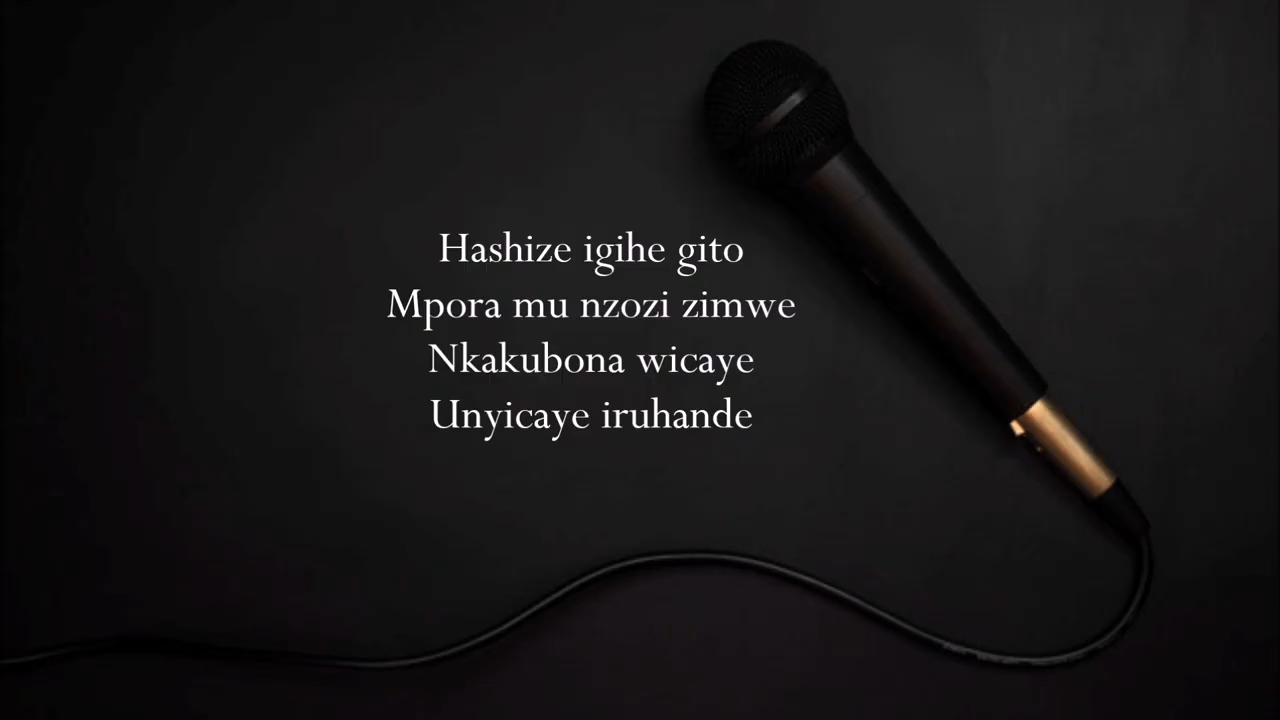 Hashize igihe gito
Mpora mu nzozi zimwe
Nkakubona wicaye
Unyicaye iruhande